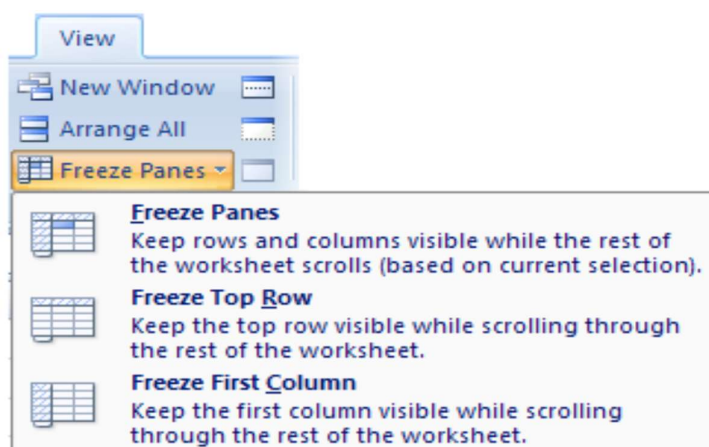 View
New Window
Arrange All
Freeze Panes
Freeze Panes
Keep rows and columns visible while the rest of
the worksheet scrolls (based on current selection).
Freeze Top Row
Keep the top row visible while scrolling through
the rest of the worksheet.
Freeze First Column
Keep the first column visible while scrolling
through the rest of the worksheet.